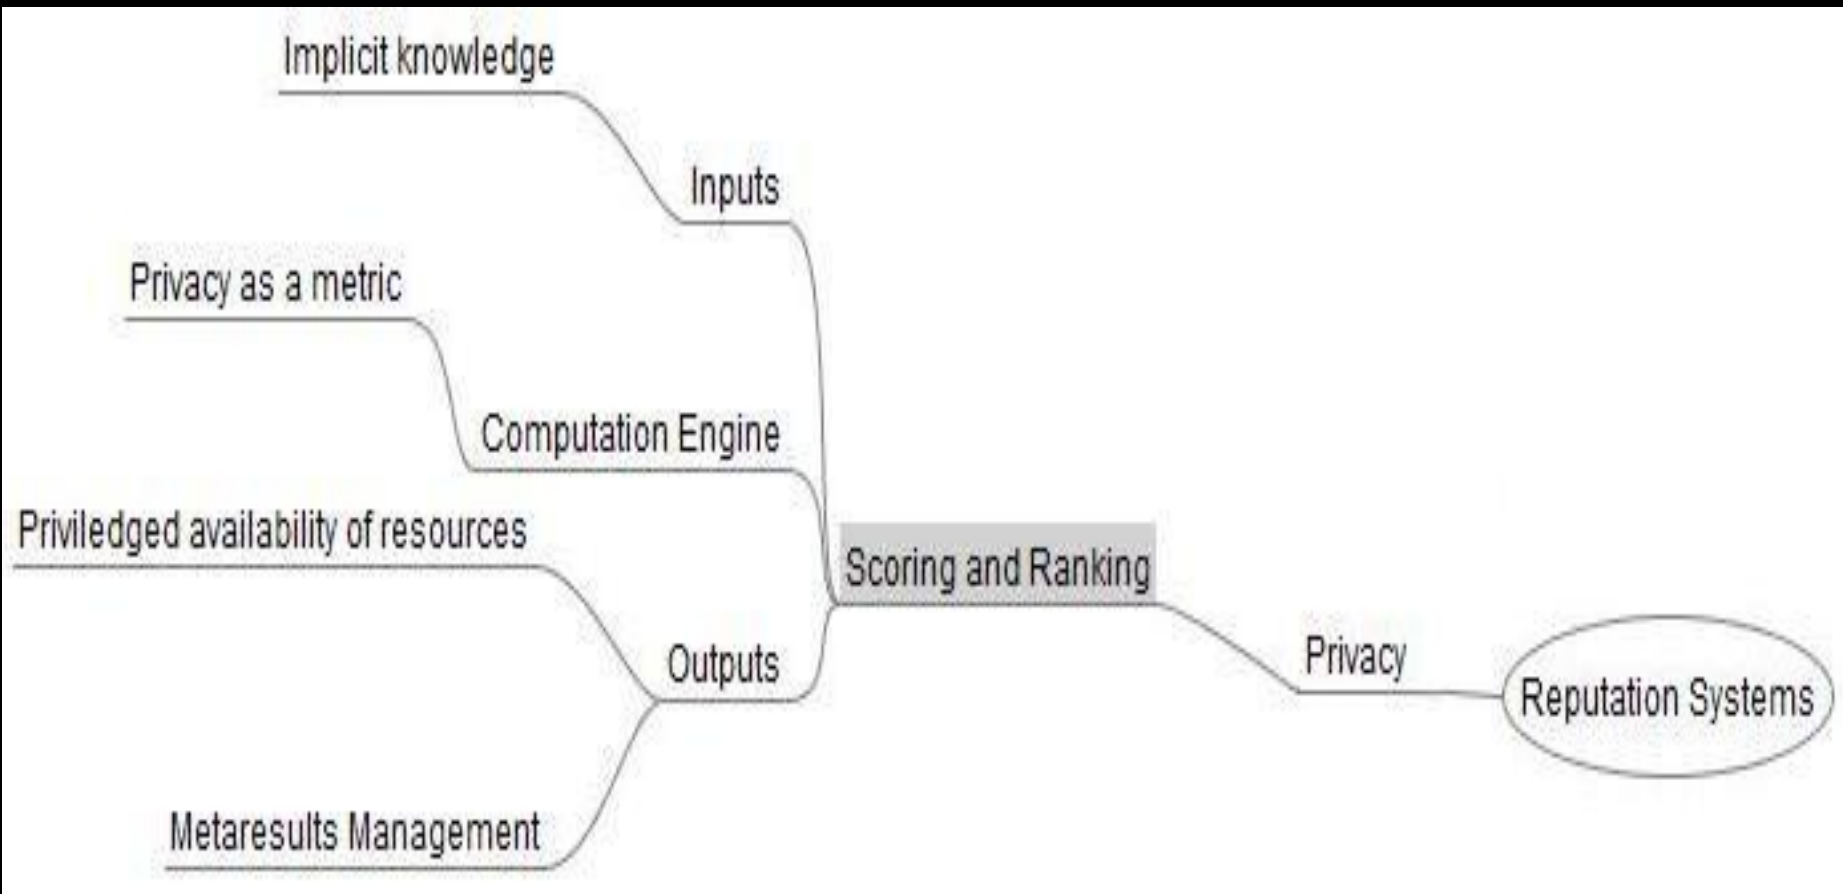 Implicit knowledge
Inputs
Privacy as a metric
Computation Engine
Priviledged availability of resources
Scoring and Ranking
Outputs
Privacy
Reputation Systems
Metaresults Management